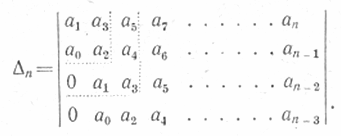 a₁ a₃ a₅ a₇ . . . . . . aₙ
a₀ a₂ a₄ a₆ . . . . . . aₙ₋₁
Δₙ = 0 a₁ a₃ a₅ . . . . . . aₙ₋₂ .
0 a₀ a₂ a₄ . . . . . . aₙ₋₃